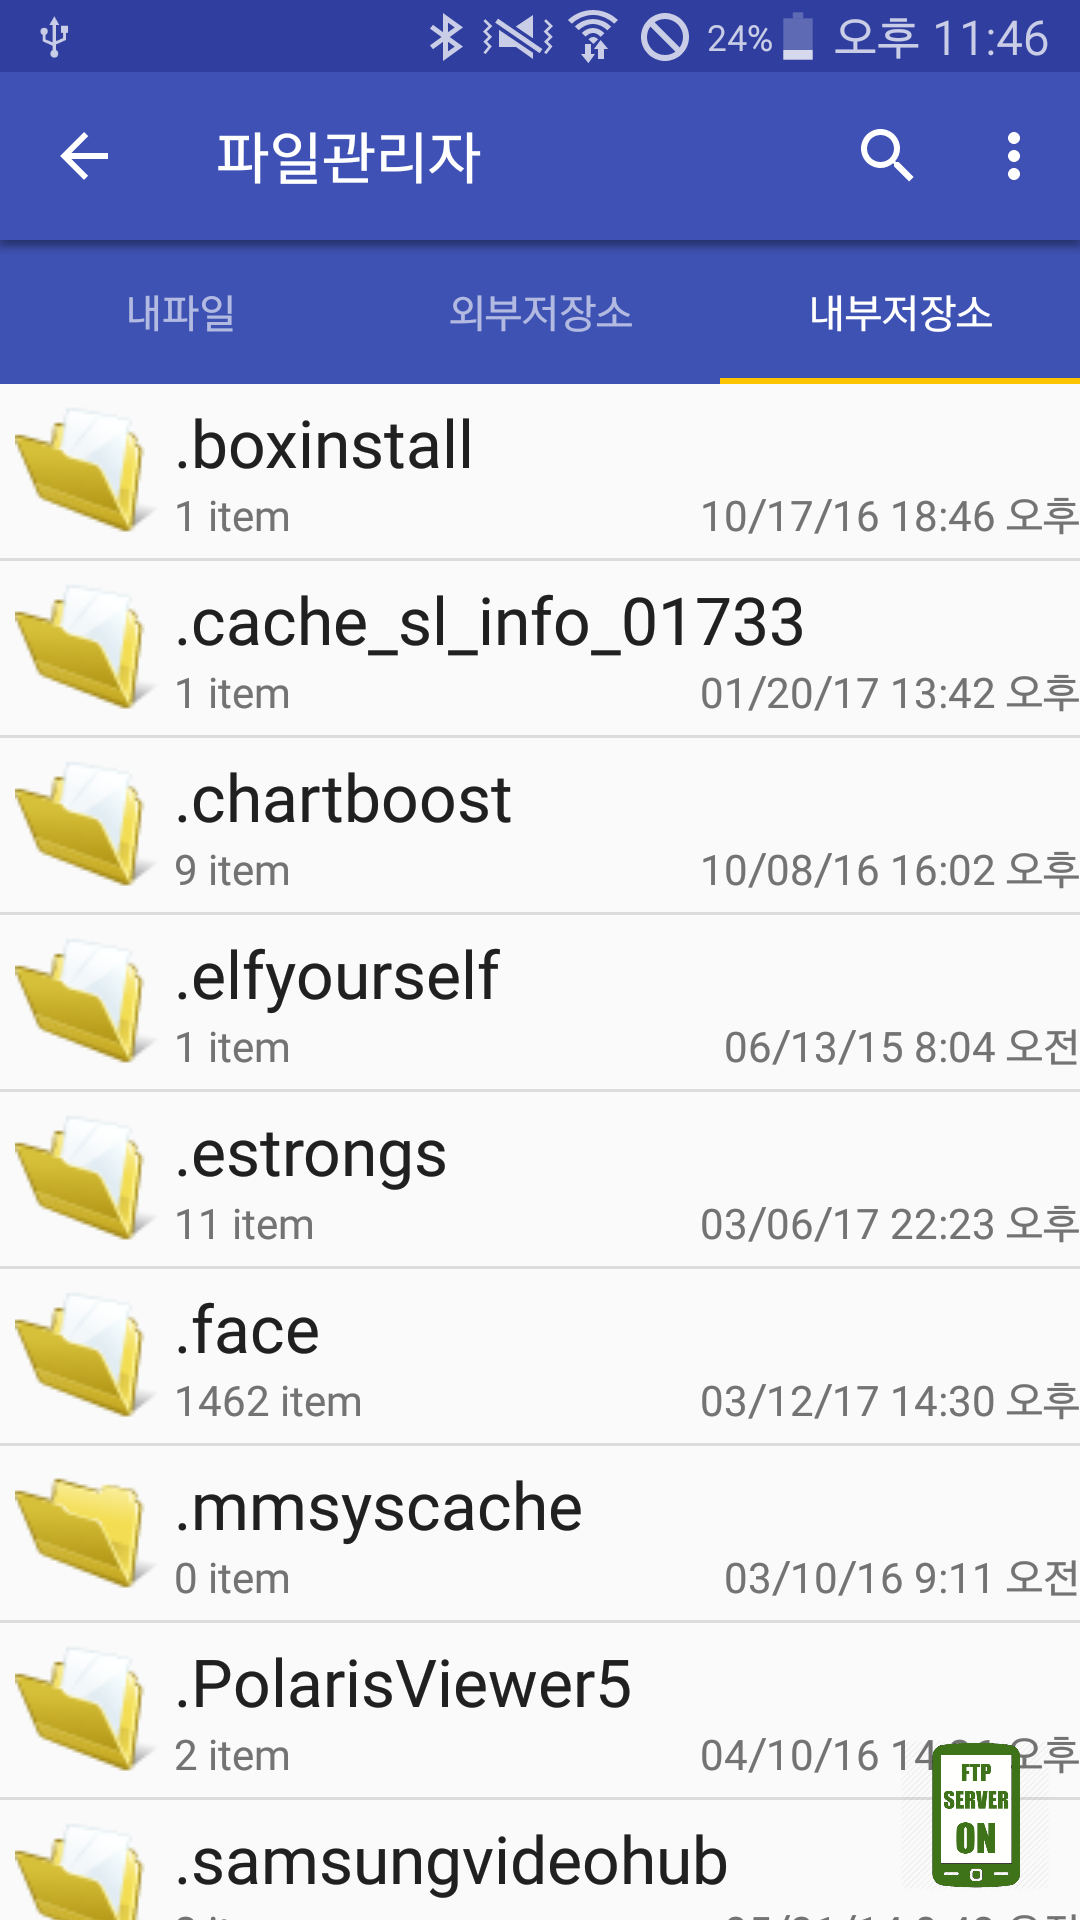 24% 오후 11:46
파일관리자
내파일 외부저장소 내부저장소
.boxinstall
1 item 10/17/16 18:46 오후
.cache_sl_info_01733
1 item 01/20/17 13:42 오후
.chartboost
9 item 10/08/16 16:02 오후
.elfyourself
1 item 06/13/15 8:04 오전
.estrongs
11 item 03/06/17 22:23 오후
.face
1462 item 03/12/17 14:30 오후
.mmsyscache
0 item 03/10/16 9:11 오전
.PolarisViewer5
2 item 04/10/16 오후
FTP
SERVER
ON
.samsungvideohub